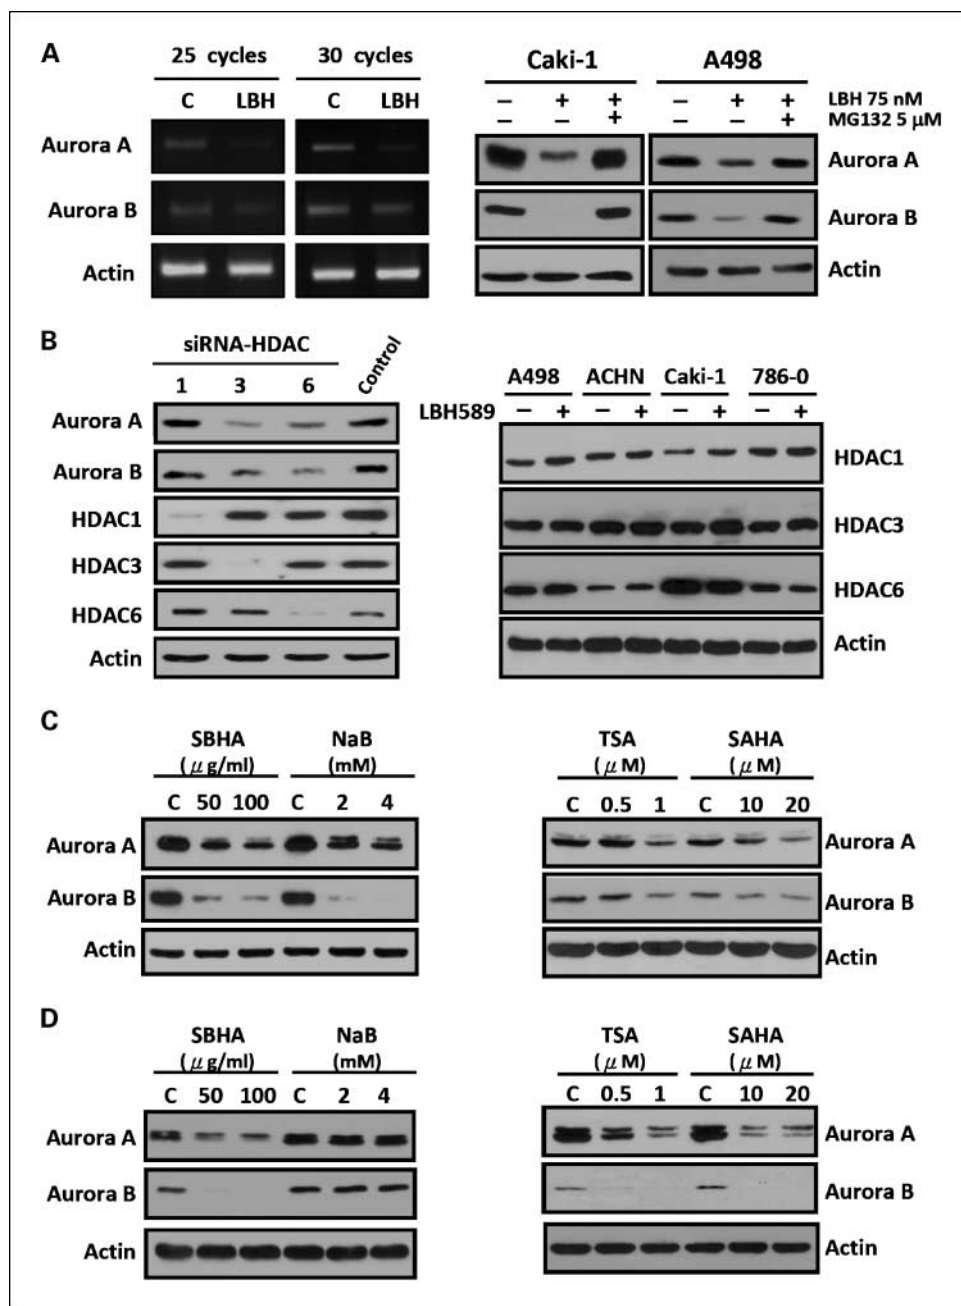 A
25 cycles 30 cycles
C LBH C LBH
Aurora A
Aurora B
Actin
Caki-1 A498
– + + – + + LBH 75 nM
– – + – – + MG132 5 μM
Aurora A
Aurora B
Actin
B
siRNA-HDAC
1 3 6 Control
Aurora A
Aurora B
HDAC1
HDAC3
HDAC6
Actin
A498 ACHN Caki-1 786-0
LBH589 – + – + – + – +
HDAC1
HDAC3
HDAC6
Actin
C
SBHA NaB
(μg/ml) (mM)
C 50 100 C 2 4
Aurora A
Aurora B
Actin
TSA SAHA
(μM) (μM)
C 0.5 1 C 10 20
Aurora A
Aurora B
Actin
D
SBHA NaB
(μg/ml) (mM)
C 50 100 C 2 4
Aurora A
Aurora B
Actin
TSA SAHA
(μM) (μM)
C 0.5 1 C 10 20
Aurora A
Aurora B
Actin